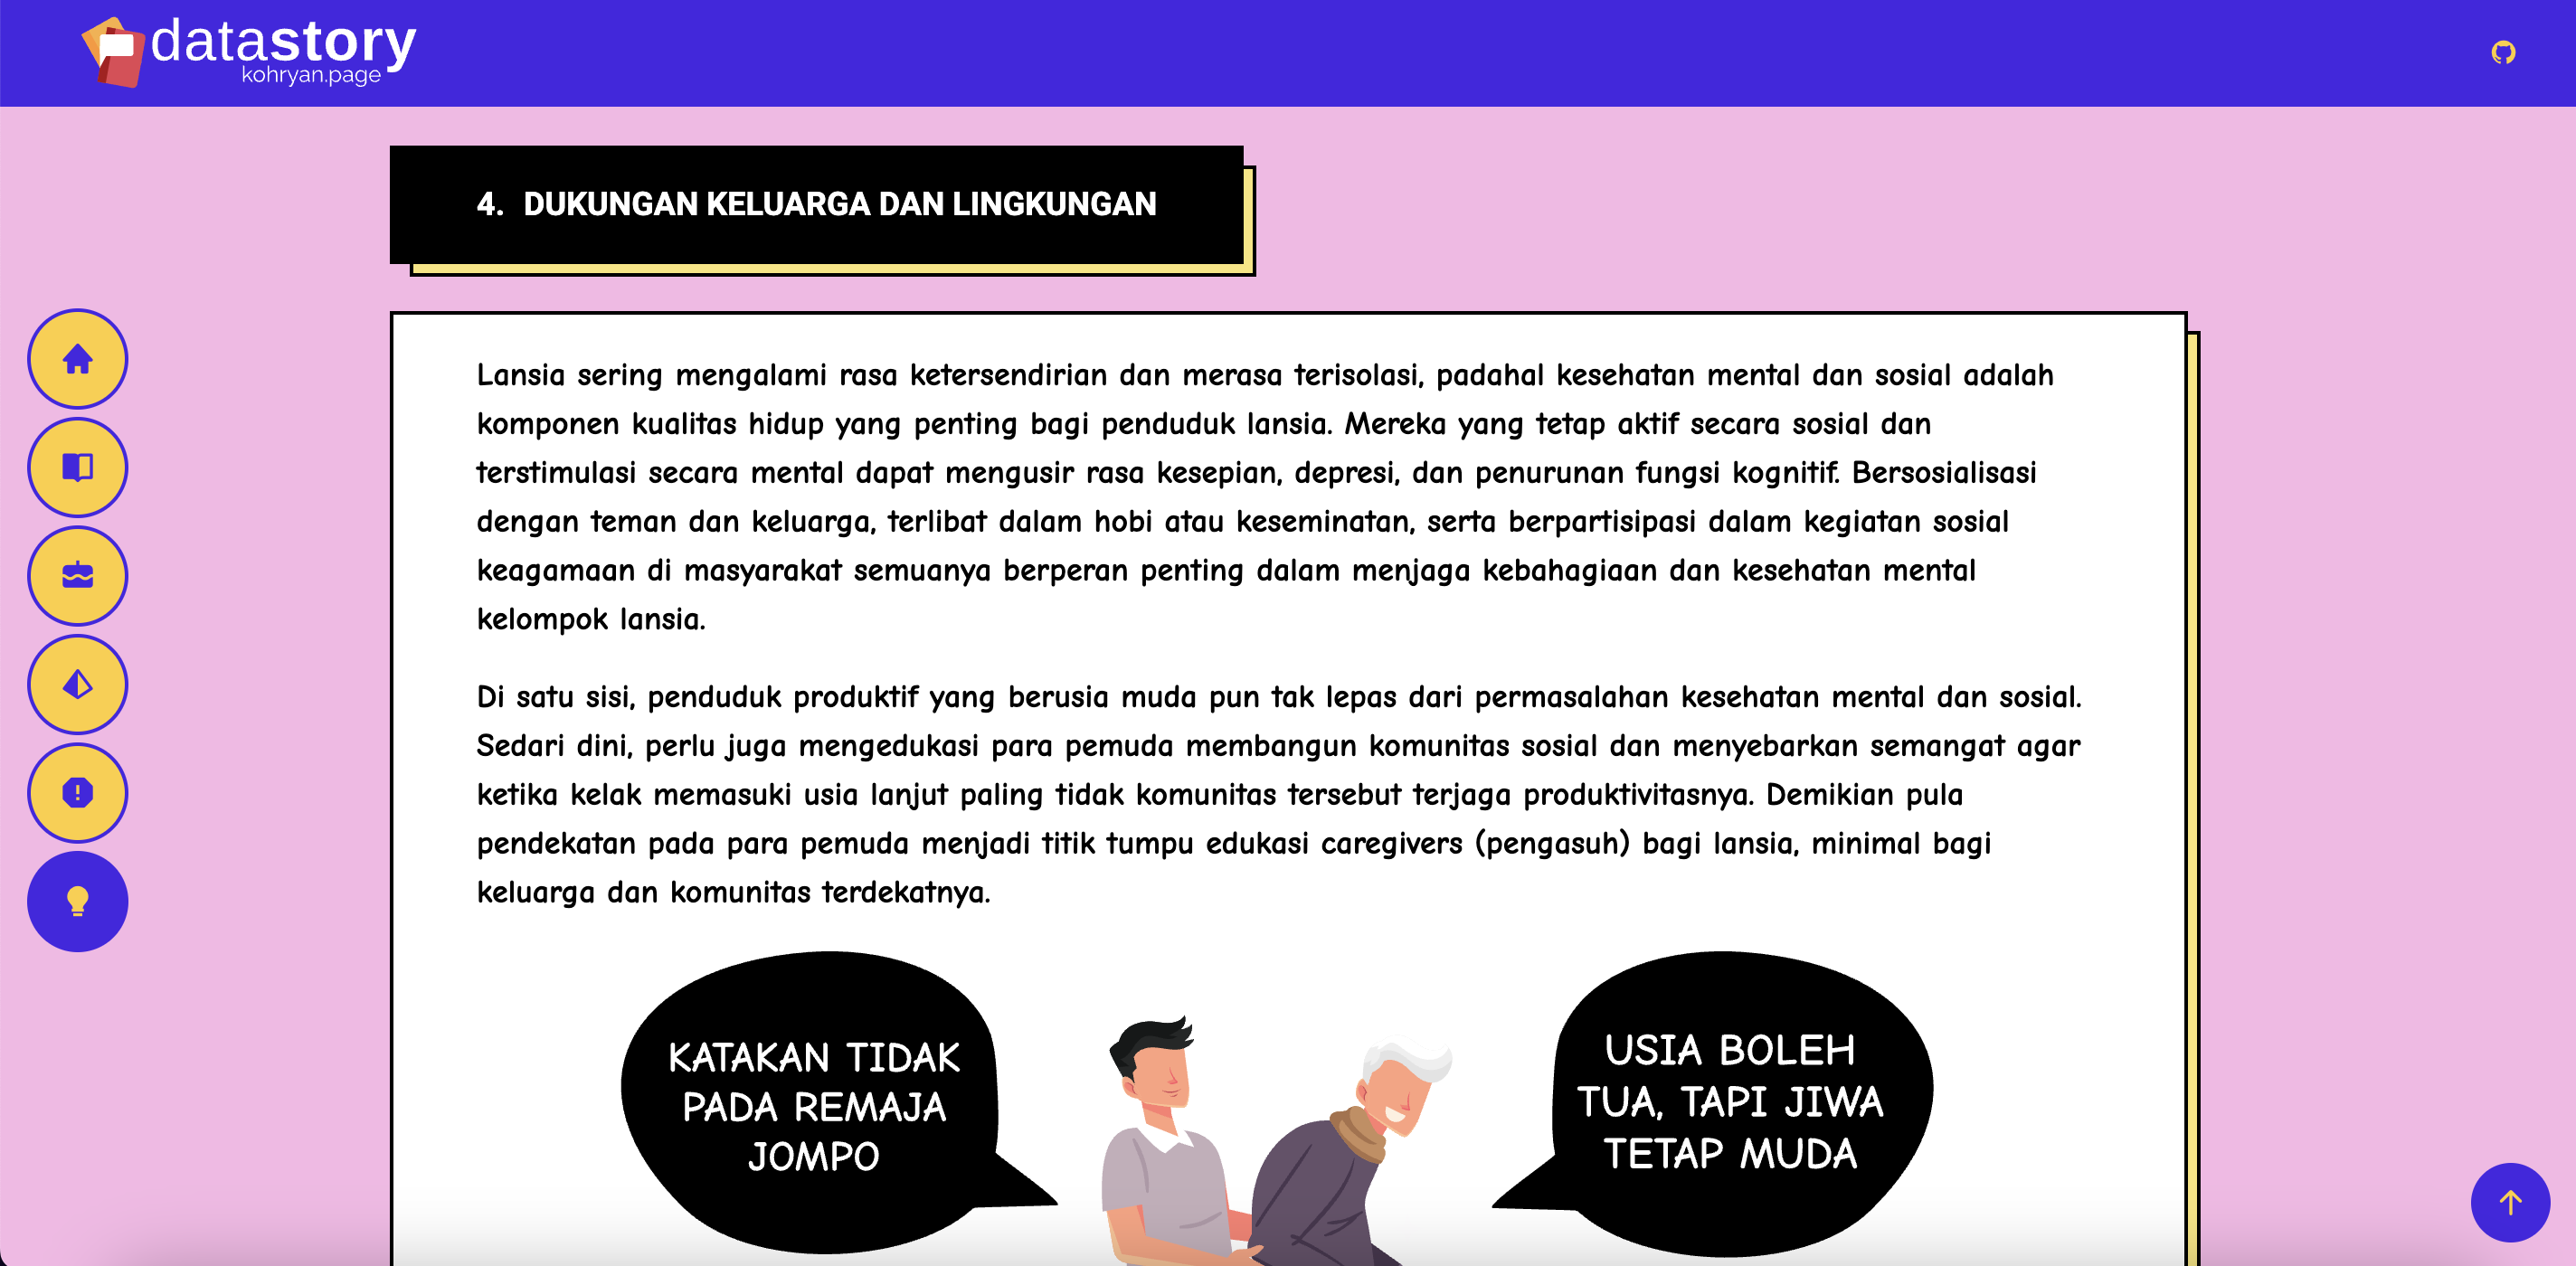 datastory
kohryan.page
4. DUKUNGAN KELUARGA DAN LINGKUNGAN
Lansia sering mengalami rasa ketersendirian dan merasa terisolasi, padahal kesehatan mental dan sosial adalah
komponen kualitas hidup yang penting bagi penduduk lansia. Mereka yang tetap aktif secara sosial dan
terstimulasi secara mental dapat mengusir rasa kesepian, depresi, dan penurunan fungsi kognitif. Bersosialisasi
dengan teman dan keluarga, terlibat dalam hobi atau keseminatan, serta berpartisipasi dalam kegiatan sosial
keagamaan di masyarakat semuanya berperan penting dalam menjaga kebahagiaan dan kesehatan mental
kelompok lansia.
Di satu sisi, penduduk produktif yang berusia muda pun tak lepas dari permasalahan kesehatan mental dan sosial.
Sedari dini, perlu juga mengedukasi para pemuda membangun komunitas sosial dan menyebarkan semangat agar
ketika kelak memasuki usia lanjut paling tidak komunitas tersebut terjaga produktivitasnya. Demikian pula
pendekatan pada para pemuda menjadi titik tumpu edukasi caregivers (pengasuh) bagi lansia, minimal bagi
keluarga dan komunitas terdekatnya.
KATAKAN TIDAK
PADA REMAJA
JOMPO
USIA BOLEH
TUA, TAPI JIWA
TETAP MUDA